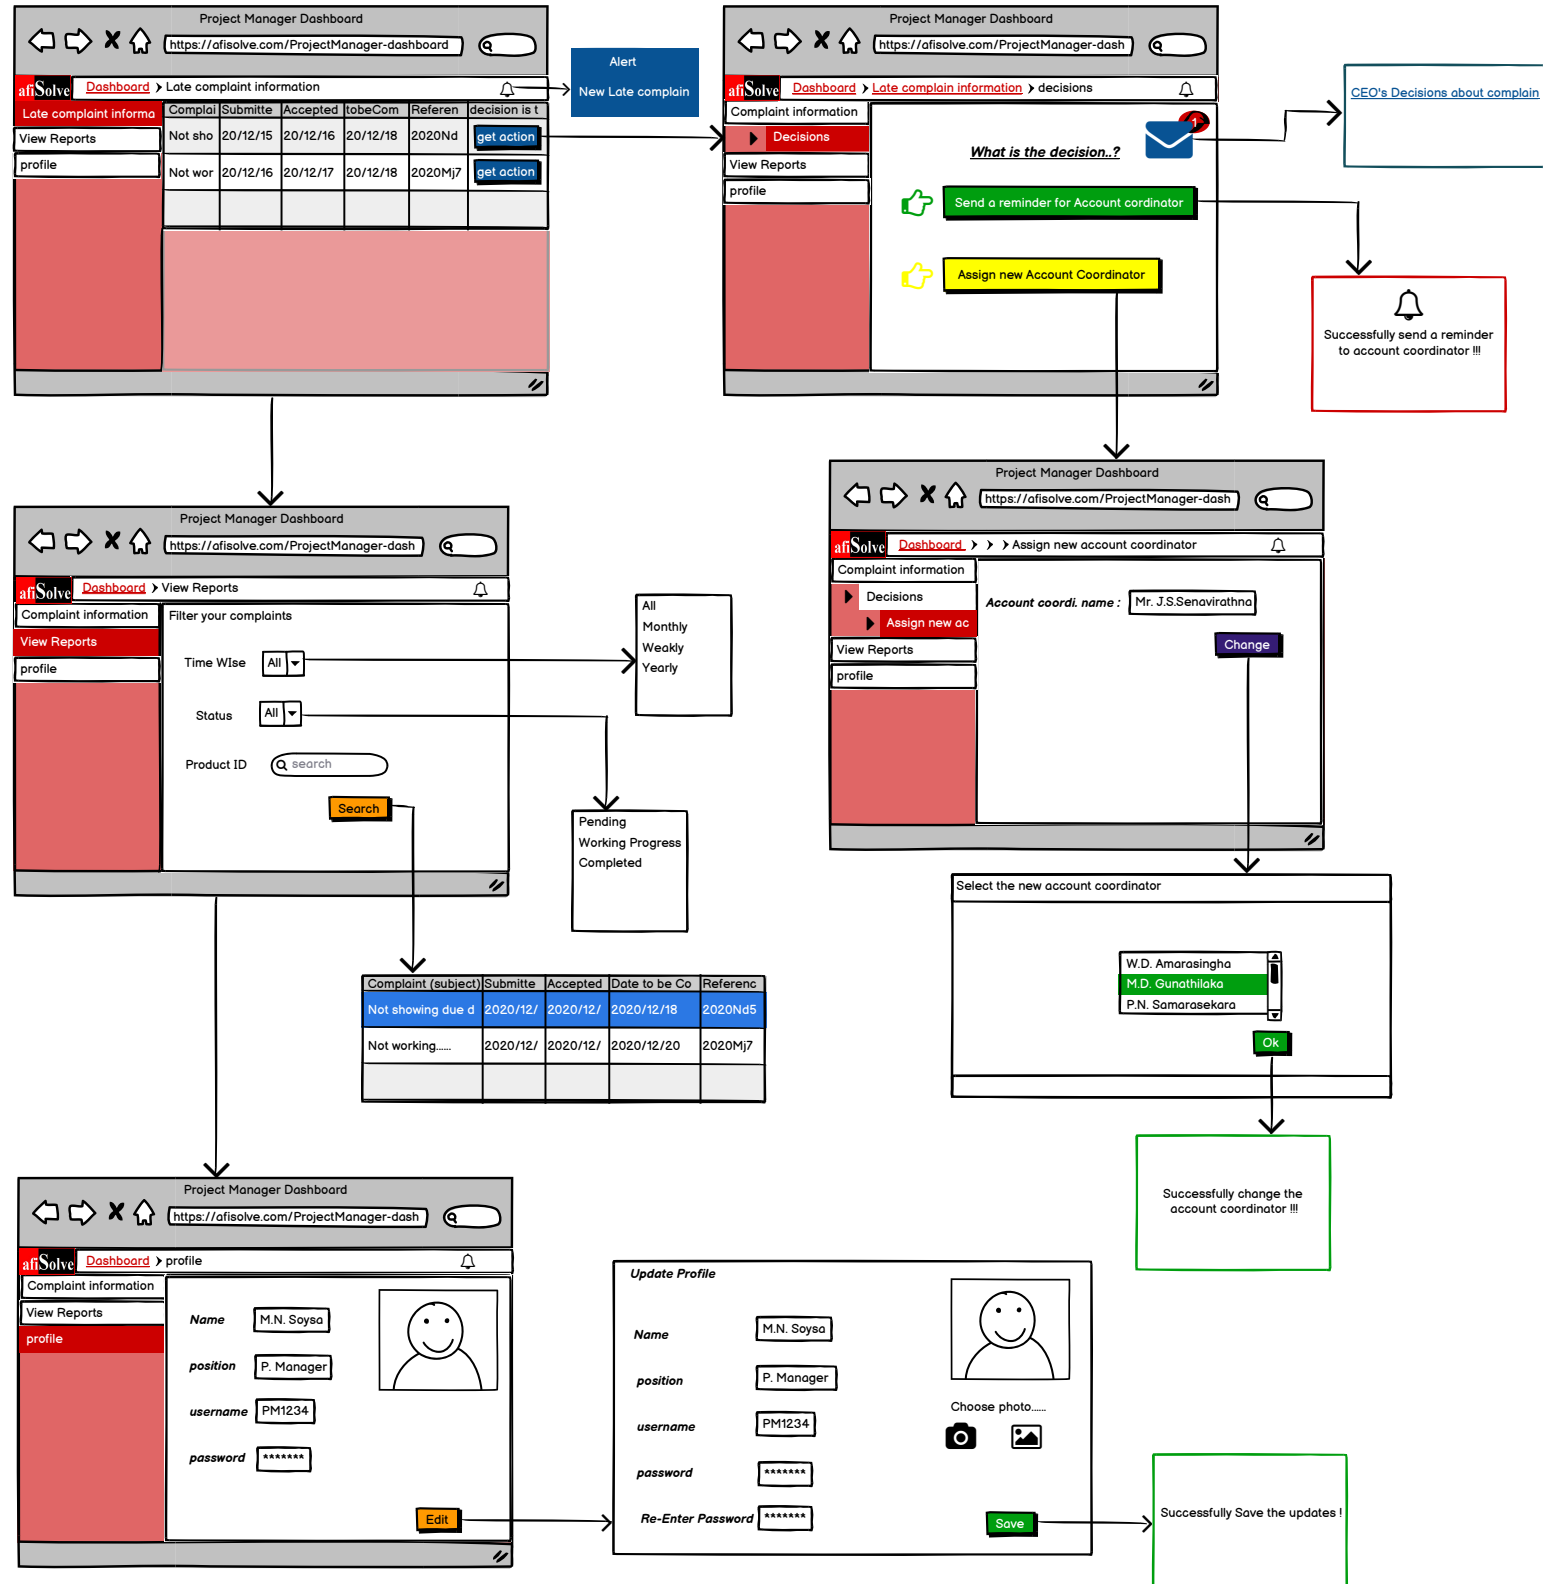 Project Manager Dashboard
https://afisolve.com/ProjectManager-dashboard
afiSolve
Dashboard > Late complaint information
Late complaint informa
View Reports
profile
Complai Submitte Accepted tobeCom Referen decision is t
Not sho 20/12/15 20/12/16 20/12/18 2020Nd get action
Not wor 20/12/16 20/12/17 20/12/18 2020Mj7 get action
Alert
New Late complain
Project Manager Dashboard
https://afisolve.com/ProjectManager-dash
afiSolve
Dashboard > Late complain information > decisions
Complaint information
Decisions
View Reports
profile
1
What is the decision..?
Send a reminder for Account cordinator
Assign new Account Coordinator
CEO's Decisions about complain
Successfully send a reminder
to account coordinator !!!
Project Manager Dashboard
https://afisolve.com/ProjectManager-dash
afiSolve
Dashboard > View Reports
Complaint information
View Reports
profile
Filter your complaints
Time WIse All
Status All
Product ID search
Search
All
Monthly
Weakly
Yearly
Pending
Working Progress
Completed
Complaint (subject) Submitte Accepted Date to be Co Referenc
Not showing due d 2020/12/ 2020/12/ 2020/12/18 2020Nd5
Not working...... 2020/12/ 2020/12/ 2020/12/20 2020Mj7
Project Manager Dashboard
https://afisolve.com/ProjectManager-dash
afiSolve
Dashboard > > > Assign new account coordinator
Complaint information
Decisions
Assign new ac
View Reports
profile
Account coordi. name : Mr. J.S.Senavirathna
Change
Select the new account coordinator
W.D. Amarasingha
M.D. Gunathilaka
P.N. Samarasekara
Ok
Successfully change the
account coordinator !!!
Project Manager Dashboard
https://afisolve.com/ProjectManager-dash
afiSolve
Dashboard > profile
Complaint information
View Reports
profile
Name M.N. Soysa
position P. Manager
username PM1234
password *******
Edit
Update Profile
Name M.N. Soysa
position P. Manager
username PM1234
password *******
Re-Enter Password *******
Choose photo......
Save
Successfully Save the updates !